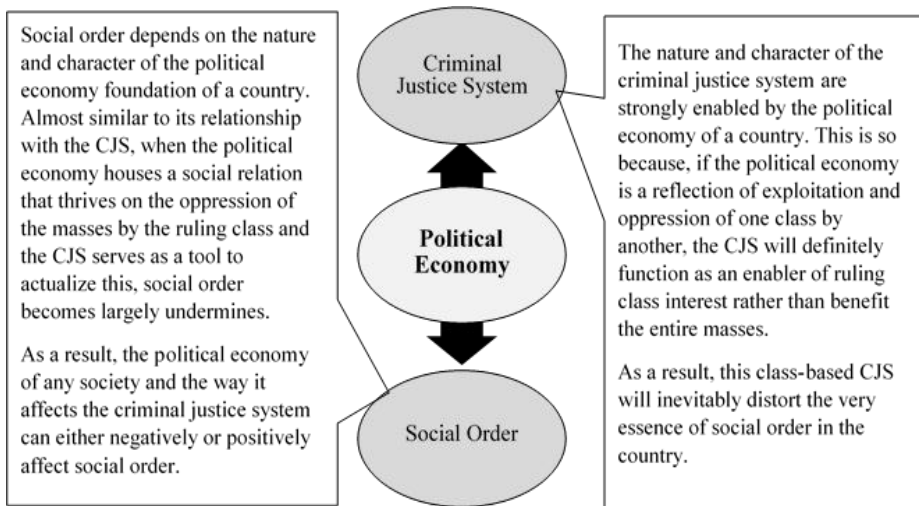 Social order depends on the nature
and character of the political
economy foundation of a country.
Almost similar to its relationship
with the CJS, when the political
economy houses a social relation
that thrives on the oppression of
the masses by the ruling class and
the CJS serves as a tool to
actualize this, social order
becomes largely undermines.
As a result, the political economy
of any society and the way it
affects the criminal justice system
can either negatively or positively
affect social order.
Criminal
Justice System
Political
Economy
Social Order
The nature and character of the
criminal justice system are
strongly enabled by the political
economy of a country. This is so
because, if the political economy
is a reflection of exploitation and
oppression of one class by
another, the CJS will definitely
function as an enabler of ruling
class interest rather than benefit
the entire masses.
As a result, this class-based CJS
will inevitably distort the very
essence of social order in the
country.